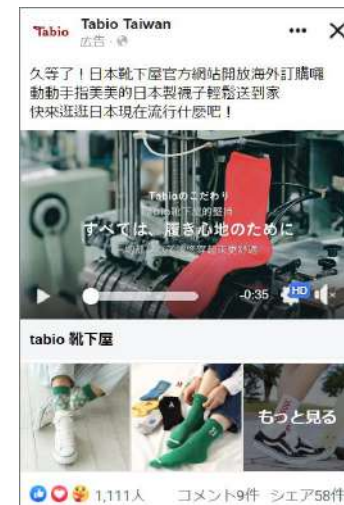 Tabio
Tabio Taiwan
広告
久等了！日本靴下屋官方網站開放海外訂購囉
動動手指美美的日本製襪子輕鬆送到家
快來逛逛日本現在流行什麼吧！
Tabioのこだわり
すべては、履き心地のために
-0:35
HD
tabio 靴下屋
もっと見る
1,111人
コメント9件
シェア58件